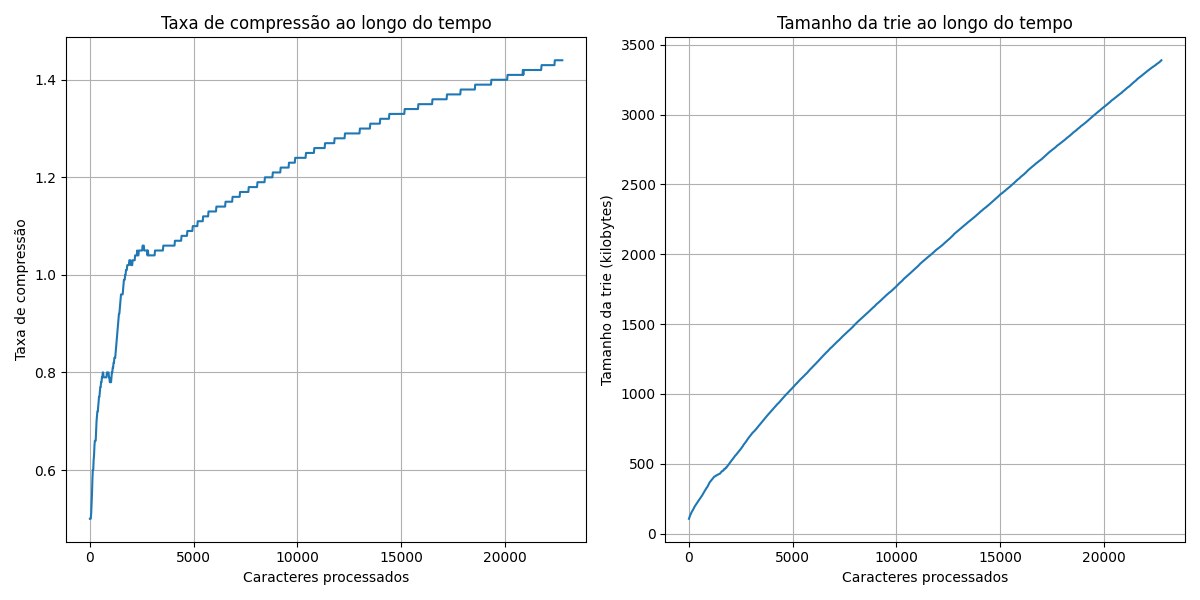 Taxa de compressão ao longo do tempo
Taxa de compressão
1.4
1.2
1.0
0.8
0.6
0 5000 10000 15000 20000
Caracteres processados
Tamanho da trie ao longo do tempo
Tamanho da trie (kilobytes)
3500
3000
2500
2000
1500
1000
500
0
0 5000 10000 15000 20000
Caracteres processados